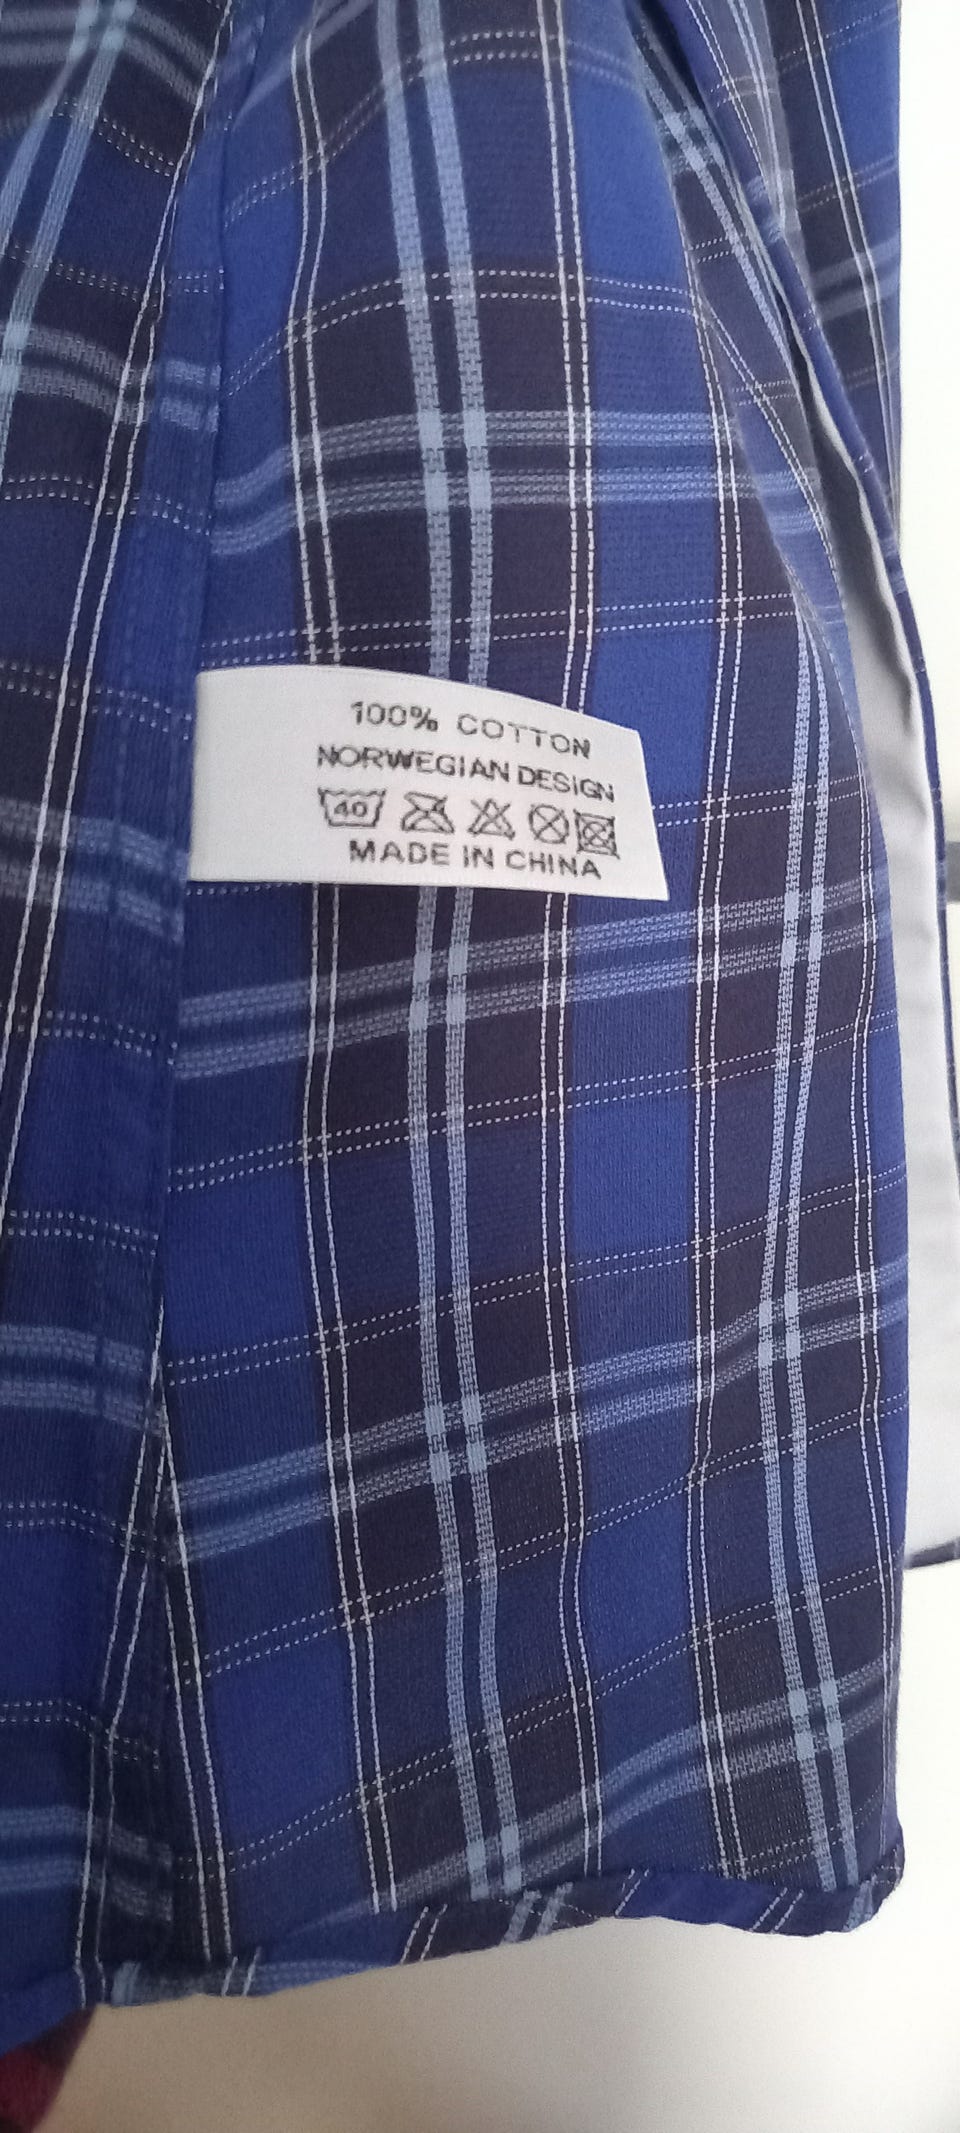 100% COTTON
NORWEGIAN DESIGN
40
MADE IN CHINA